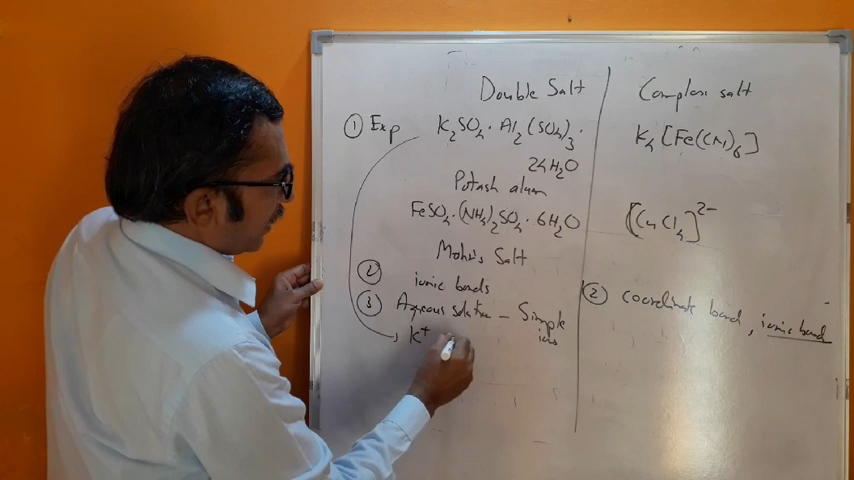 Double Salt
Complex salt
① Exp
K₂SO₄. Al₂(SO₄)₃.
24H₂O
Potash alum
FeSO₄.(NH₄)₂SO₄.6H₂O
Mohr's Salt
②
ionic bonds
③ Aqueous solution – Simple
ions
K⁺
K₄[Fe(CN)₆]
[CuCl₄]²⁻
② coordinate bond, ionic bond